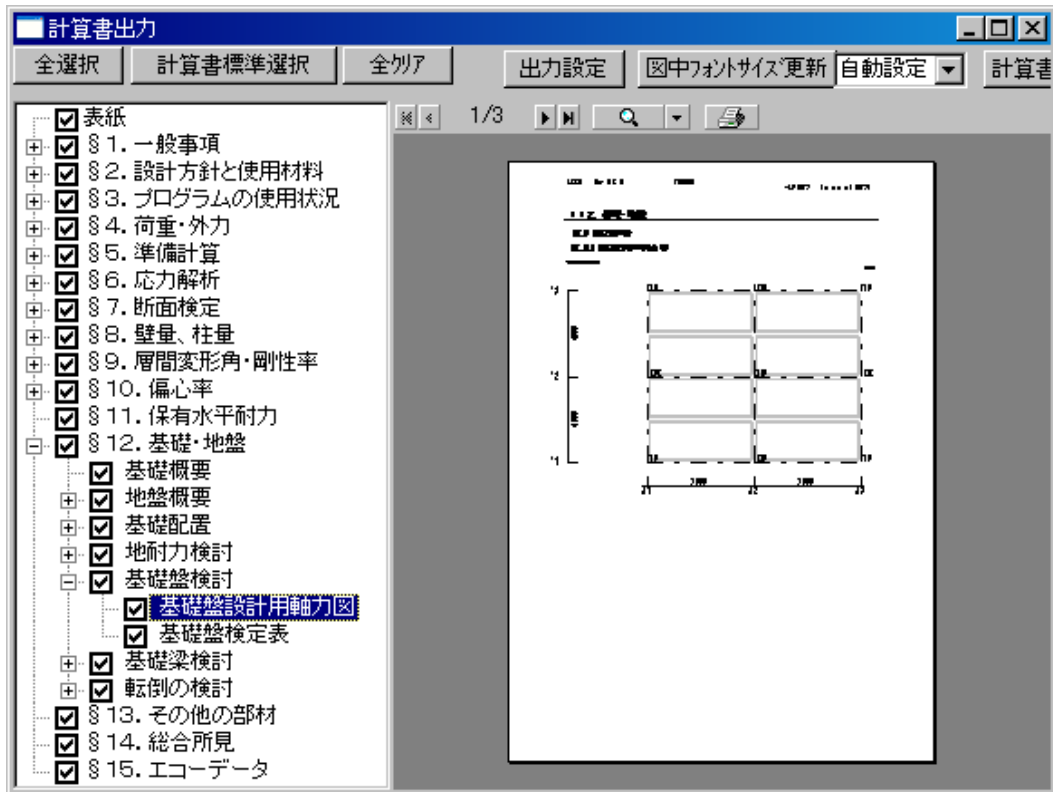 計算書出力
全選択 計算書標準選択 全ｸﾘｱ 出力設定 図中ﾌｫﾝﾄｻｲｽﾞ更新 自動設定 計算書
1/3
表紙
§1. 一般事項
§2. 設計方針と使用材料
§3. プログラムの使用状況
§4. 荷重・外力
§5. 準備計算
§6. 応力解析
§7. 断面検定
§8. 壁量、柱量
§9. 層間変形角・剛性率
§10. 偏心率
§11. 保有水平耐力
§12. 基礎・地盤
基礎概要
地盤概要
基礎配置
地耐力検討
基礎盤検討
基礎盤設計用軸力図
基礎盤検定表
基礎梁検討
転倒の検討
§13. その他の部材
§14. 総合所見
§15. エコーデータ